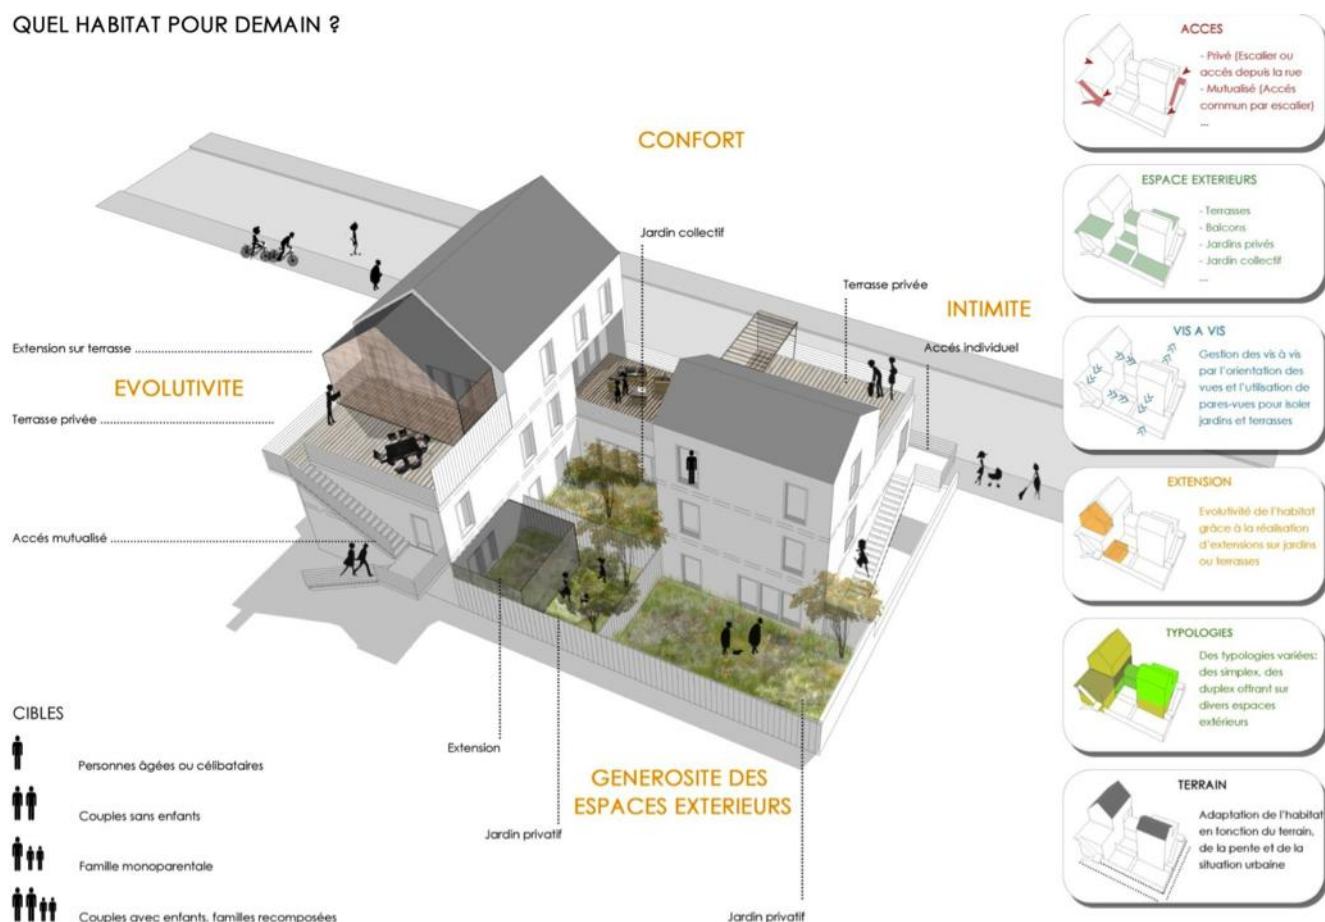 QUEL HABITAT POUR DEMAIN ?
CONFORT
Jardin collectif
Terrasse privée
INTIMITE
Accés individuel
Extension sur terrasse
EVOLUTIVITE
Terrasse privée
Accés mutualisé
Extension
GENEROSITE DES
ESPACES EXTERIEURS
Jardin privatif
Jardin privatif
CIBLES
Personnes âgées ou célibataires
Couples sans enfants
Famille monoparentale
Couples avec enfants, familles recomposées
ACCES
- Privé (Escalier ou
accés depuis la rue
- Mutualisé (Accés
commun par escalier)
...
ESPACE EXTERIEURS
- Terrasses
- Balcons
- Jardins privés
- Jardin collectif
...
VIS A VIS
Gestion des vis à vis
par l'orientation des
vues et l'utilisation de
pares-vues pour isoler
jardins et terrasses
EXTENSION
Evolutivité de l'habitat
grâce à la réalisation
d'extensions sur jardins
ou terrasses
TYPOLOGIES
Des typologies variées:
des simplex, des
duplex offrant sur
divers espaces
extérieurs
TERRAIN
Adaptation de l'habitat
en fonction du terrain,
de la pente et de la
situation urbaine